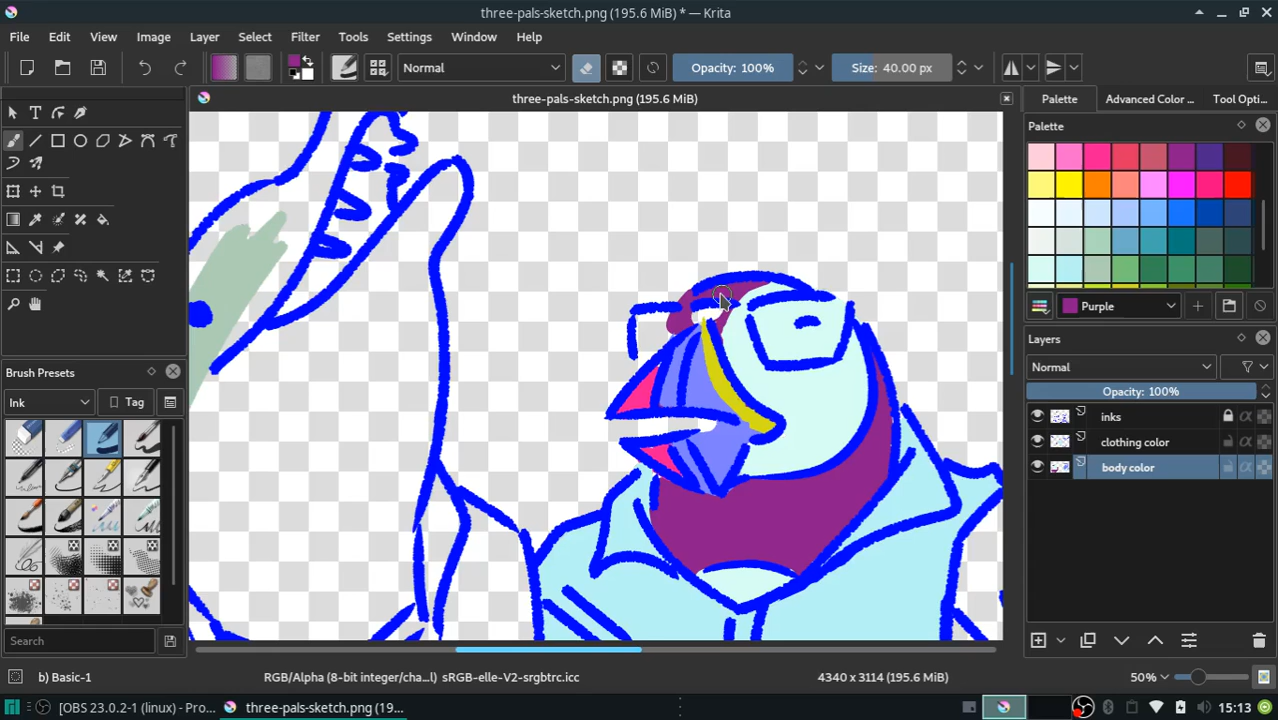 three-pals-sketch.png (195.6 MiB) * — Krita
File Edit View Image Layer Select Filter Tools Settings Window Help
Normal
Opacity: 100%
Size: 40.00 px
three-pals-sketch.png (195.6 MiB)
Palette
Advanced Color ...
Tool Opti...
Palette
Purple
Layers
Normal
Opacity: 100%
inks
clothing color
body color
Brush Presets
Ink
Tag
Search
b) Basic-1
RGB/Alpha (8-bit integer/cha...l) sRGB-elle-V2-srgbtrc.icc
4340 x 3114 (195.6 MiB)
50%
[OBS 23.0.2-1 (linux) - Pro...
three-pals-sketch.png (19...
15:13